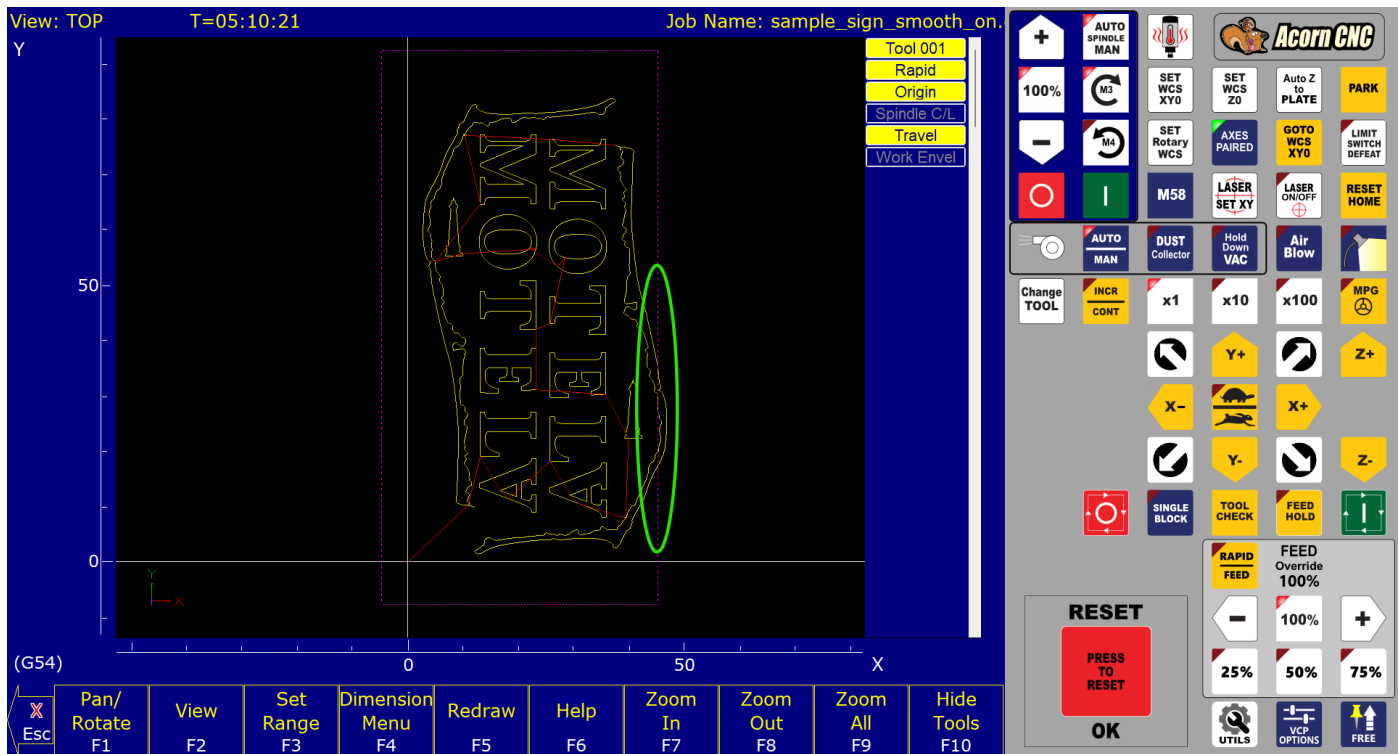 View: TOP T=05:10:21 Job Name: sample_sign_smooth_on.
Y
Tool 001
Rapid
Origin
Spindle C/L
Travel
Work Envel
50
0
ATELLOW
ATELLOW
Y
X
(G54)
0 50 X
X Esc
Pan/ Rotate F1
View F2
Set Range F3
Dimension Menu F4
Redraw F5
Help F6
Zoom In F7
Zoom Out F8
Zoom All F9
Hide Tools F10
+ AUTO SPINDLE MAN
Acorn CNC
100% M3 SET WCS XY0 SET WCS Z0 Auto Z to PLATE PARK
− M4 SET Rotary WCS AXES PAIRED GOTO WCS XY0 LIMIT SWITCH DEFEAT
M58 LASER SET XY LASER ON/OFF RESET HOME
AUTO MAN DUST Collector Hold Down VAC Air Blow
Change TOOL INCR CONT x1 x10 x100 MPG
Y+ Z+
X− X+
Y- Z-
SINGLE BLOCK TOOL CHECK FEED HOLD
RAPID FEED FEED Override 100%
RESET
PRESS TO RESET
OK
− 100% +
25% 50% 75%
UTILS VCP OPTIONS FREE